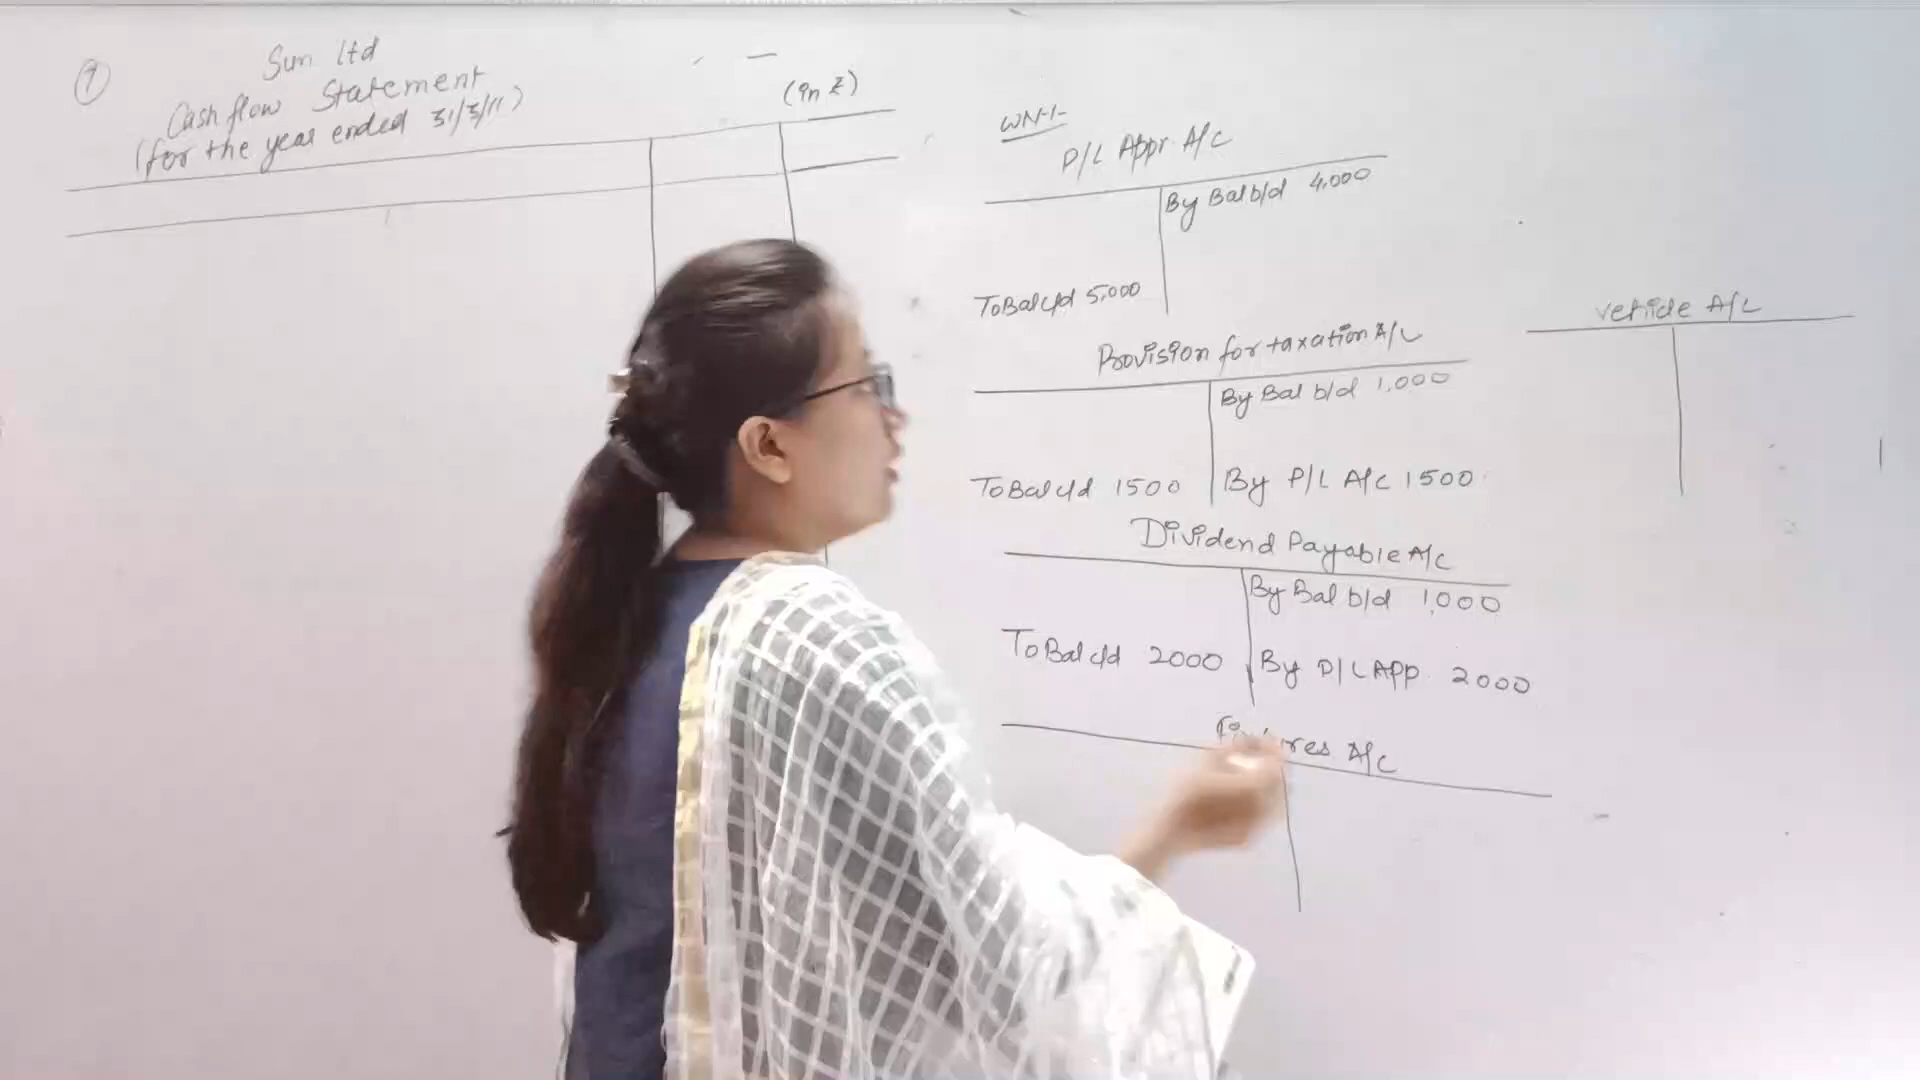 1
Sun ltd
Cash flow Statement
(for the year ended 31/3/11)
(in ₹)
WN-1-
P/L Appr. A/c
By Bal b/d 4,000
To Bal c/d 5,000
Provision for taxation A/c
By Bal b/d 1,000
To Bal c/d 1500
By P/L A/c 1500
Dividend Payable A/c
By Bal b/d 1,000
To Bal c/d 2000
By P/L App. 2000
A/c
Vehicle A/c